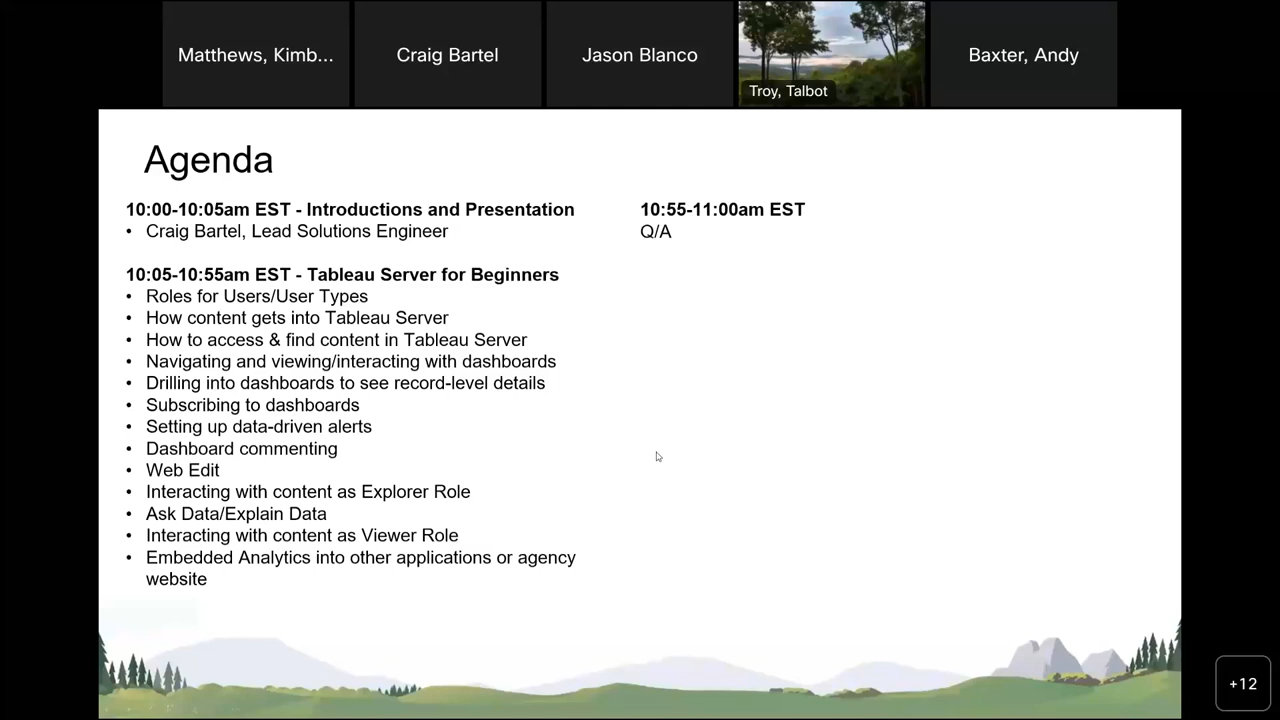 Matthews, Kimb...
Craig Bartel
Jason Blanco
Troy, Talbot
Baxter, Andy
Agenda
10:00-10:05am EST - Introductions and Presentation
• Craig Bartel, Lead Solutions Engineer
10:05-10:55am EST - Tableau Server for Beginners
• Roles for Users/User Types
• How content gets into Tableau Server
• How to access & find content in Tableau Server
• Navigating and viewing/interacting with dashboards
• Drilling into dashboards to see record-level details
• Subscribing to dashboards
• Setting up data-driven alerts
• Dashboard commenting
• Web Edit
• Interacting with content as Explorer Role
• Ask Data/Explain Data
• Interacting with content as Viewer Role
• Embedded Analytics into other applications or agency
website
10:55-11:00am EST
Q/A
+12